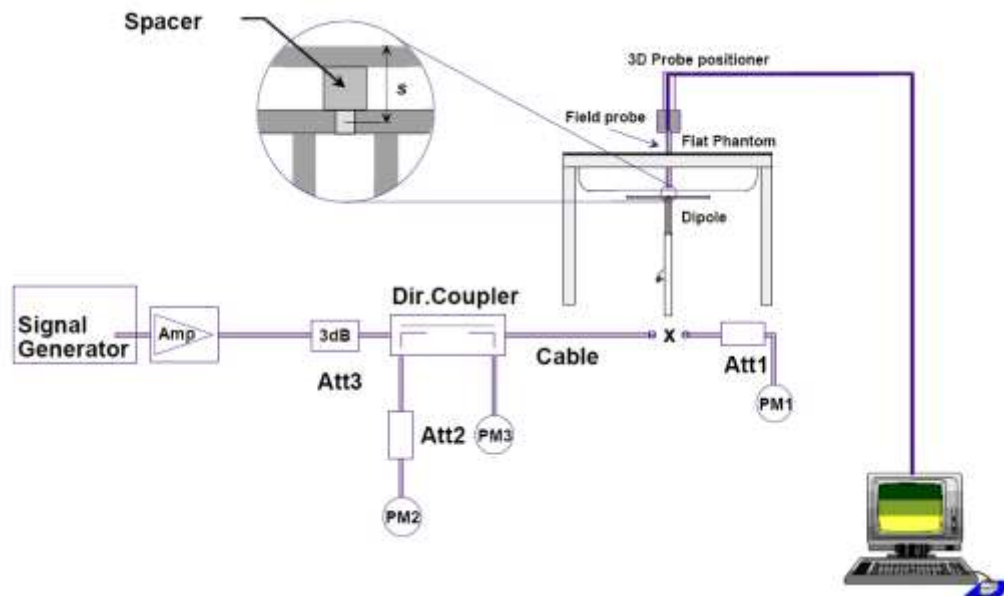 Spacer
s
3D Probe positioner
Field probe
Flat Phantom
Dipole
Signal
Generator
Amp
3dB
Att3
Dir.Coupler
Cable
x
Att1
PM1
Att2
PM3
PM2